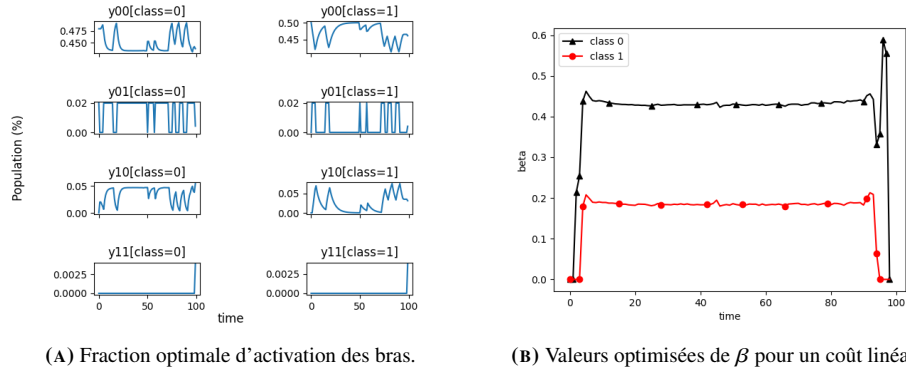 y00[class=0]
y00[class=1]
0.475
0.450
0.50
0.45
y01[class=0]
y01[class=1]
0.02
0.00
0.02
0.00
Population (%)
y10[class=0]
y10[class=1]
0.05
0.00
0.05
0.00
y11[class=0]
y11[class=1]
0.0025
0.0000
0.0025
0.0000
0 50 100
0 50 100
time
(A) Fraction optimale d'activation des bras.
class 0
class 1
0.6
0.5
0.4
0.3
0.2
0.1
0.0
beta
0 20 40 60 80 100
time
(B) Valeurs optimisées de β pour un coût linéa